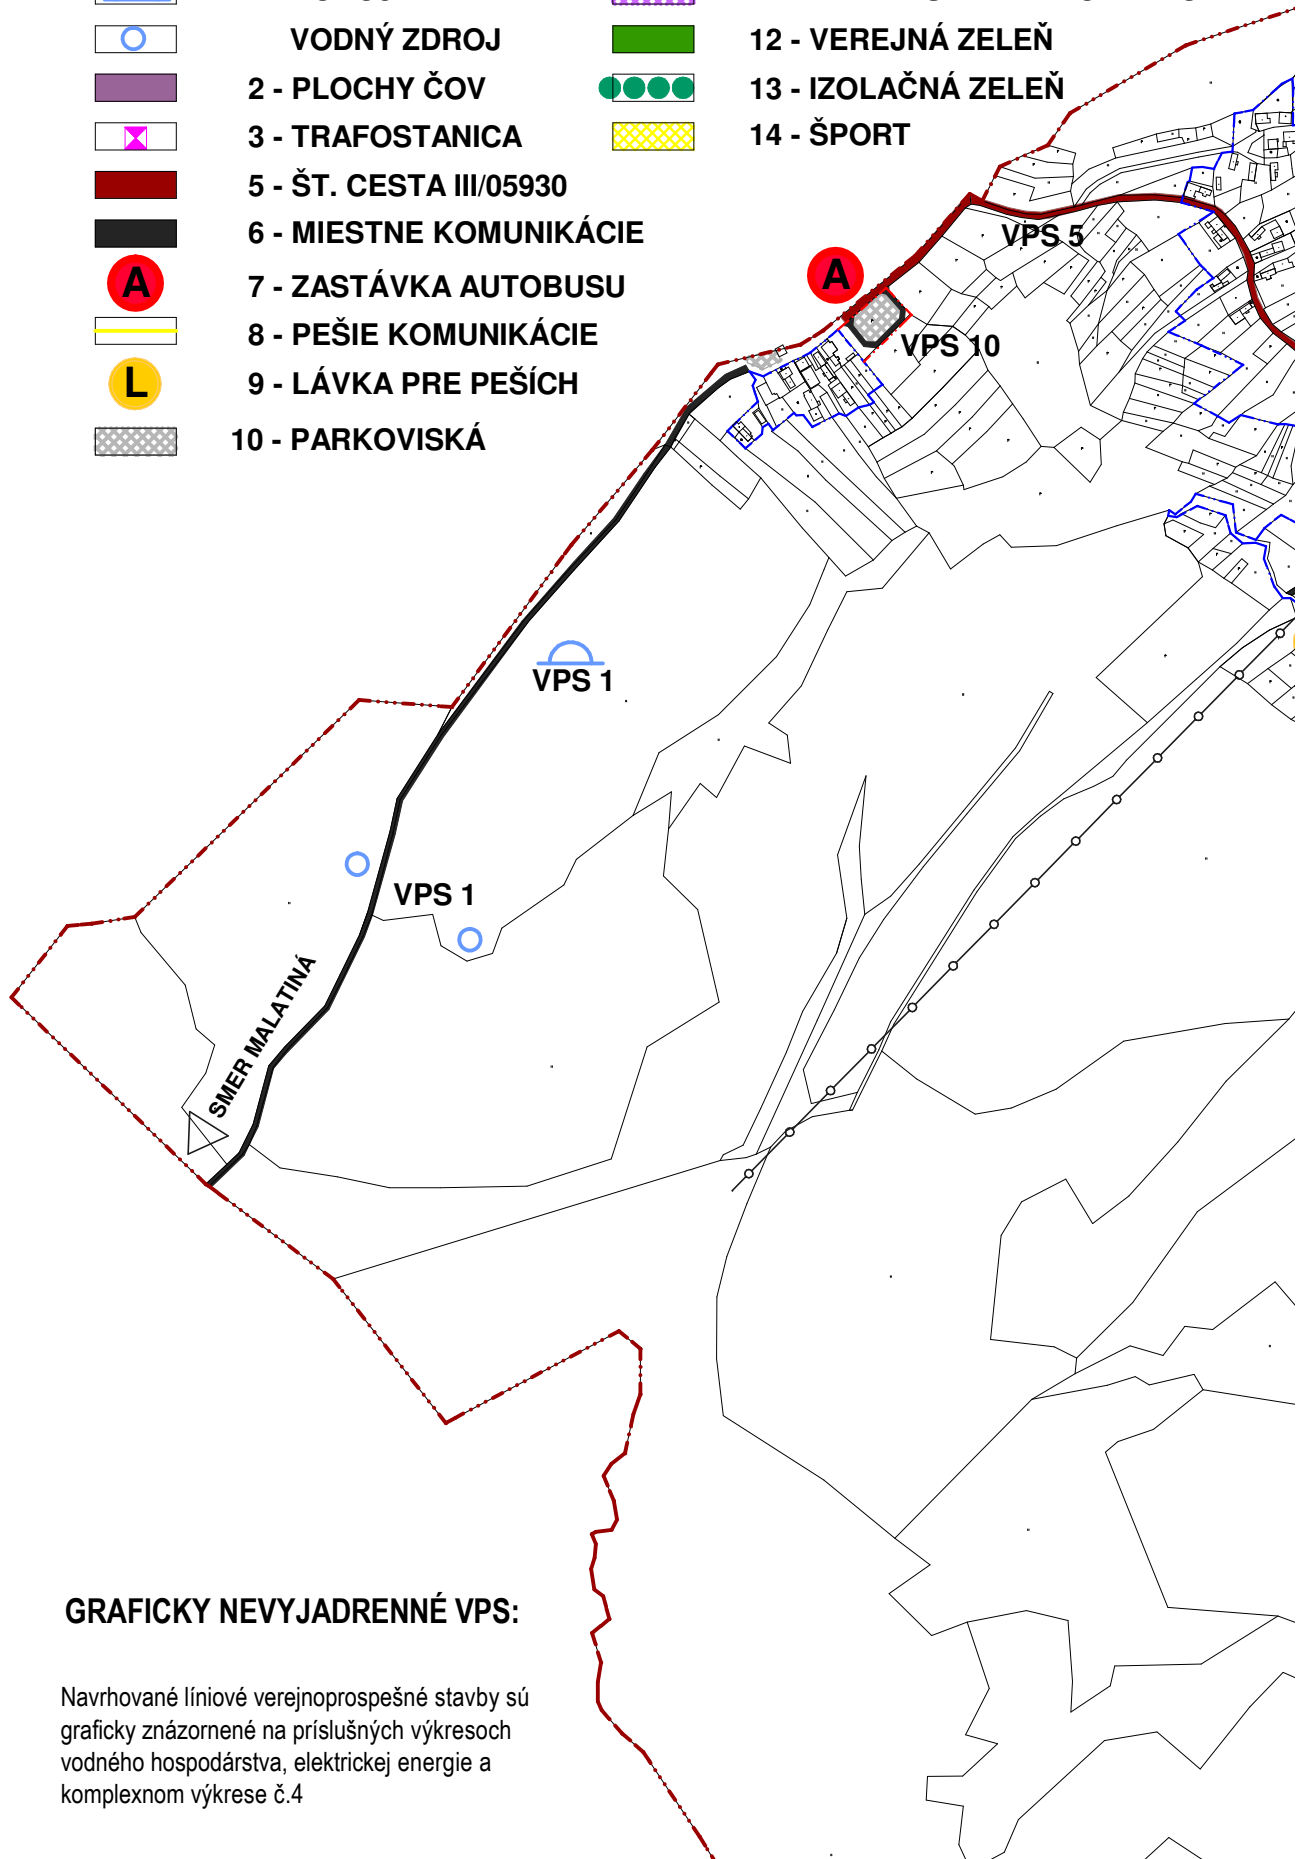 VODNÝ ZDROJ
2 - PLOCHY ČOV
3 - TRAFOSTANICA
5 - ŠT. CESTA III/05930
6 - MIESTNE KOMUNIKÁCIE
A
7 - ZASTÁVKA AUTOBUSU
8 - PEŠIE KOMUNIKÁCIE
L
9 - LÁVKA PRE PEŠÍCH
10 - PARKOVISKÁ
12 - VEREJNÁ ZELEŇ
13 - IZOLAČNÁ ZELEŇ
14 - ŠPORT
VPS 5
A
VPS 10
VPS 1
VPS 1
SMER MALATINÁ
GRAFICKY NEVYJADRENNÉ VPS:
Navrhované líniové verejnoprospešné stavby sú
graficky znázornené na príslušných výkresoch
vodného hospodárstva, elektrickej energie a
komplexnom výkrese č.4